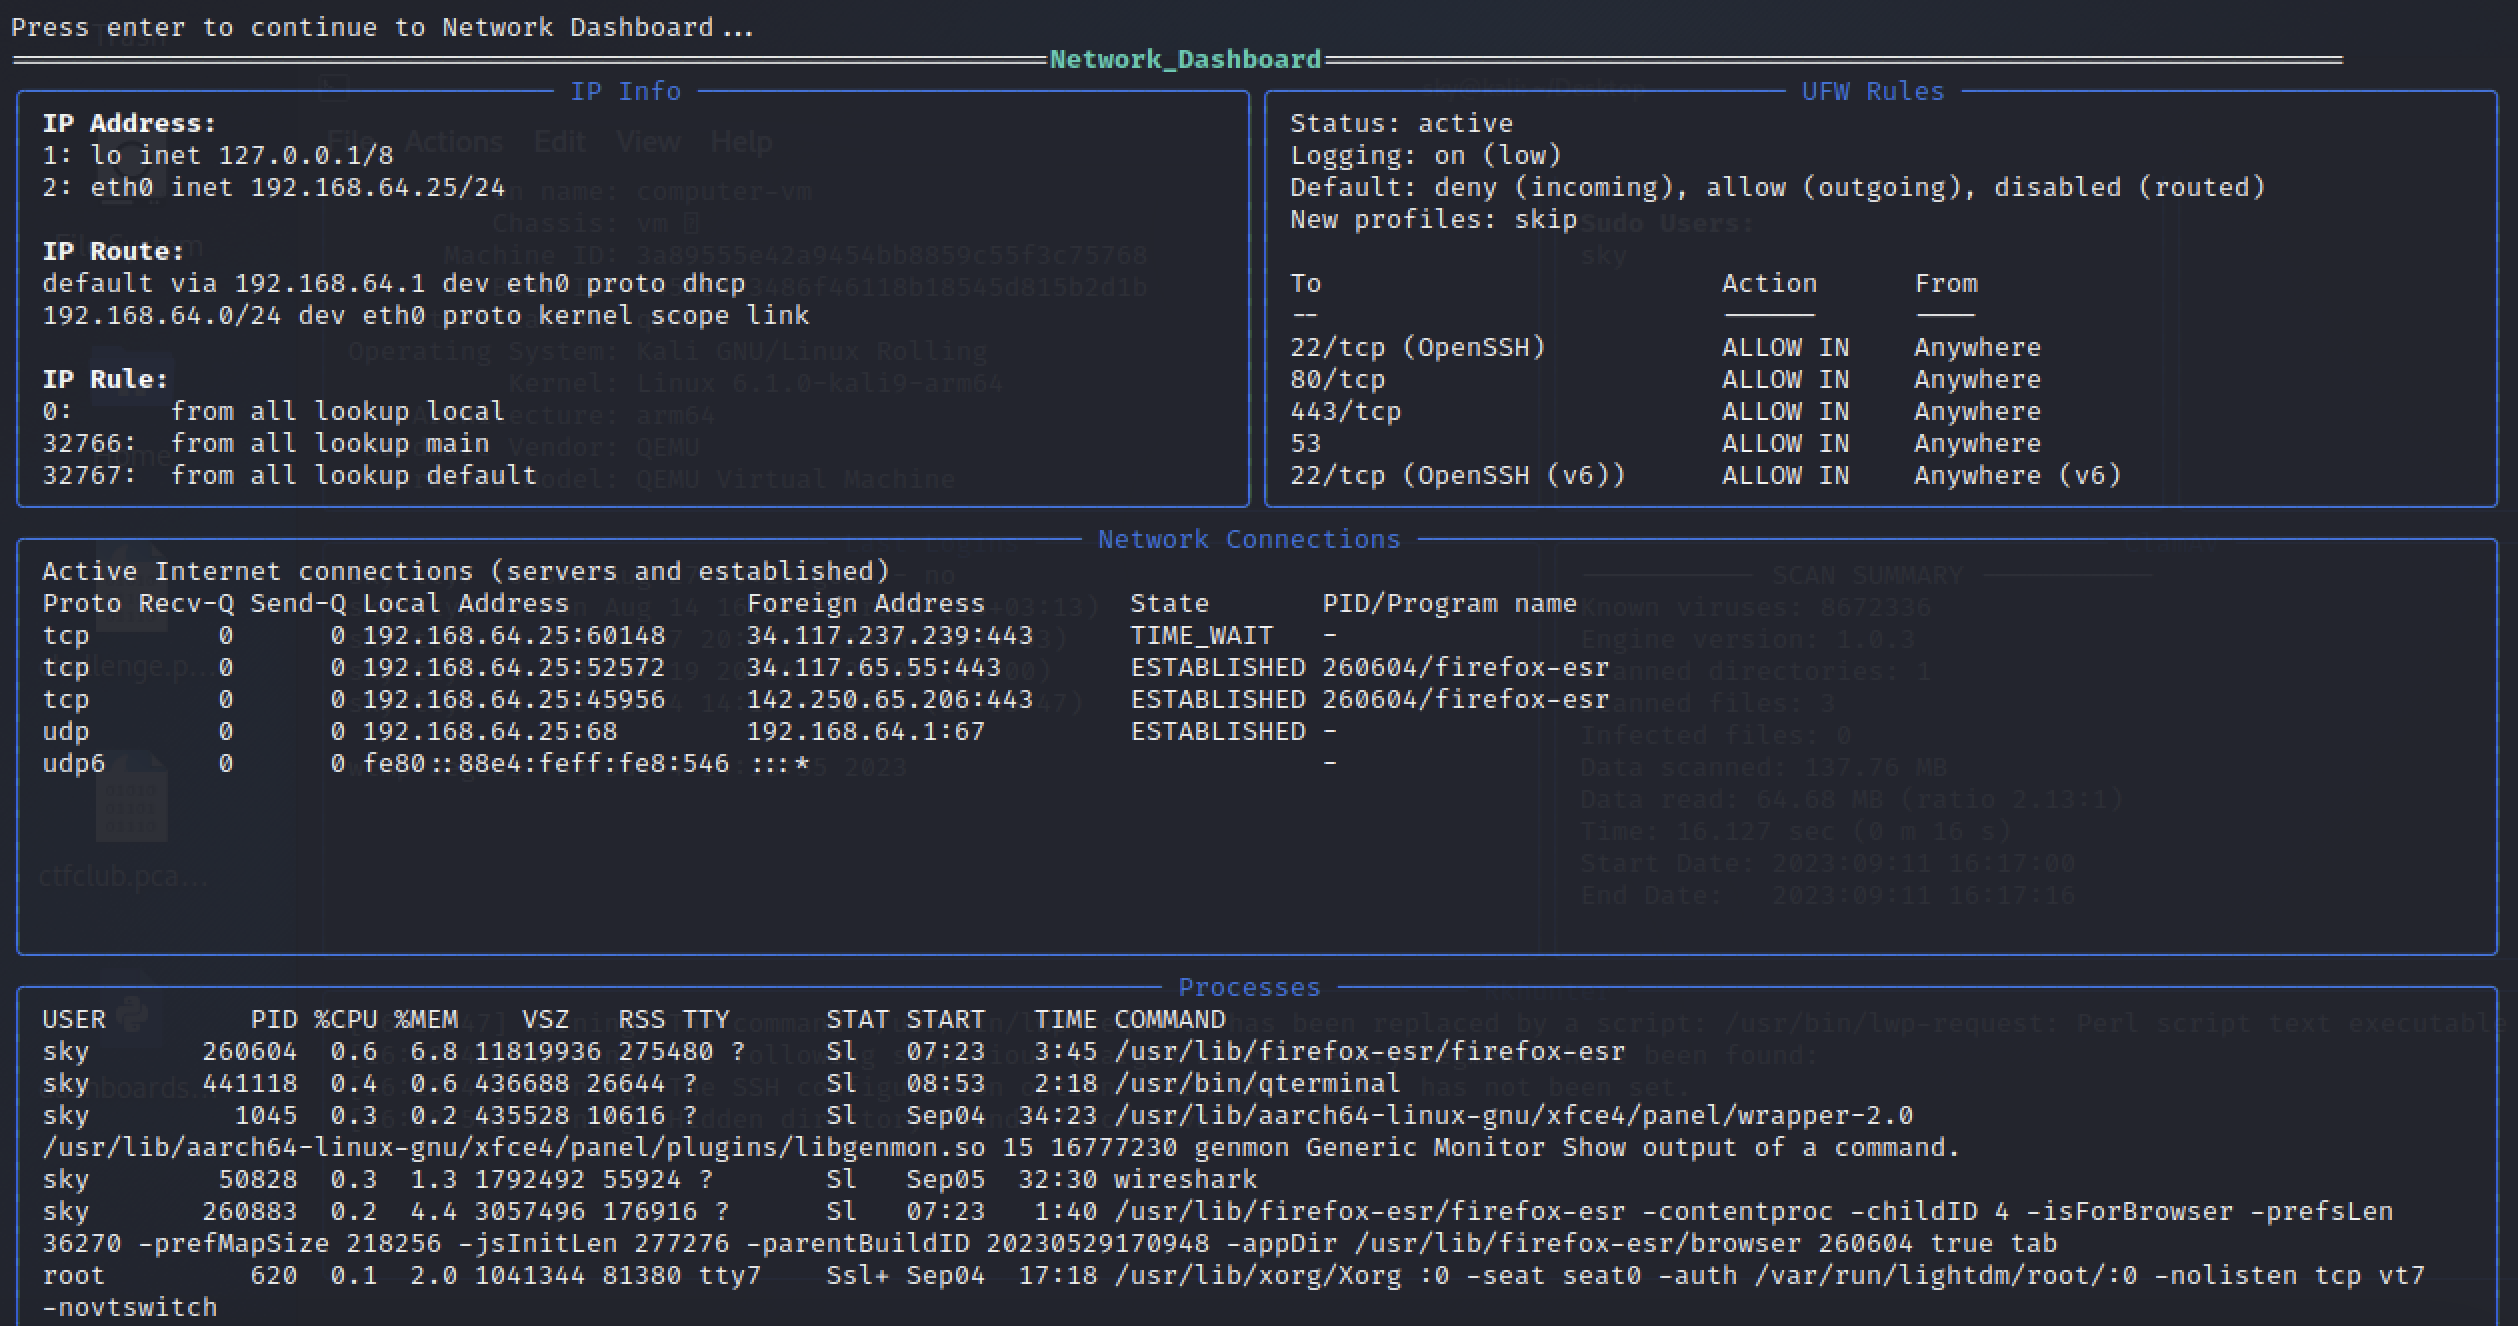 Press enter to continue to Network Dashboard...
Network_Dashboard
IP Info
IP Address:
1: lo inet 127.0.0.1/8
2: eth0 inet 192.168.64.25/24
IP Route:
default via 192.168.64.1 dev eth0 proto dhcp
192.168.64.0/24 dev eth0 proto kernel scope link
IP Rule:
0: from all lookup local
32766: from all lookup main
32767: from all lookup default
UFW Rules
Status: active
Logging: on (low)
Default: deny (incoming), allow (outgoing), disabled (routed)
New profiles: skip
To Action From
-- ------ ----
22/tcp (OpenSSH) ALLOW IN Anywhere
80/tcp ALLOW IN Anywhere
443/tcp ALLOW IN Anywhere
53 ALLOW IN Anywhere
22/tcp (OpenSSH (v6)) ALLOW IN Anywhere (v6)
Network Connections
Active Internet connections (servers and established)
Proto Recv-Q Send-Q Local Address Foreign Address State PID/Program name
tcp 0 0 192.168.64.25:60148 34.117.237.239:443 TIME_WAIT -
tcp 0 0 192.168.64.25:52572 34.117.65.55:443 ESTABLISHED 260604/firefox-esr
tcp 0 0 192.168.64.25:45956 142.250.65.206:443 ESTABLISHED 260604/firefox-esr
udp 0 0 192.168.64.25:68 192.168.64.1:67 ESTABLISHED -
udp6 0 0 fe80::88e4:feff:fe8:546 :::* -
Processes
USER PID %CPU %MEM VSZ RSS TTY STAT START TIME COMMAND
sky 260604 0.6 6.8 11819936 275480 ? Sl 07:23 3:45 /usr/lib/firefox-esr/firefox-esr
sky 441118 0.4 0.6 436688 26644 ? Sl 08:53 2:18 /usr/bin/qterminal
sky 1045 0.3 0.2 435528 10616 ? Sl Sep04 34:23 /usr/lib/aarch64-linux-gnu/xfce4/panel/wrapper-2.0
/usr/lib/aarch64-linux-gnu/xfce4/panel/plugins/libgenmon.so 15 16777230 genmon Generic Monitor Show output of a command.
sky 50828 0.3 1.3 1792492 55924 ? Sl Sep05 32:30 wireshark
sky 260883 0.2 4.4 3057496 176916 ? Sl 07:23 1:40 /usr/lib/firefox-esr/firefox-esr -contentproc -childID 4 -isForBrowser -prefsLen
36270 -prefMapSize 218256 -jsInitLen 277276 -parentBuildID 20230529170948 -appDir /usr/lib/firefox-esr/browser 260604 true tab
root 620 0.1 2.0 1041344 81380 tty7 Ssl+ Sep04 17:18 /usr/lib/xorg/Xorg :0 -seat seat0 -auth /var/run/lightdm/root/:0 -nolisten tcp vt7
-novtswitch